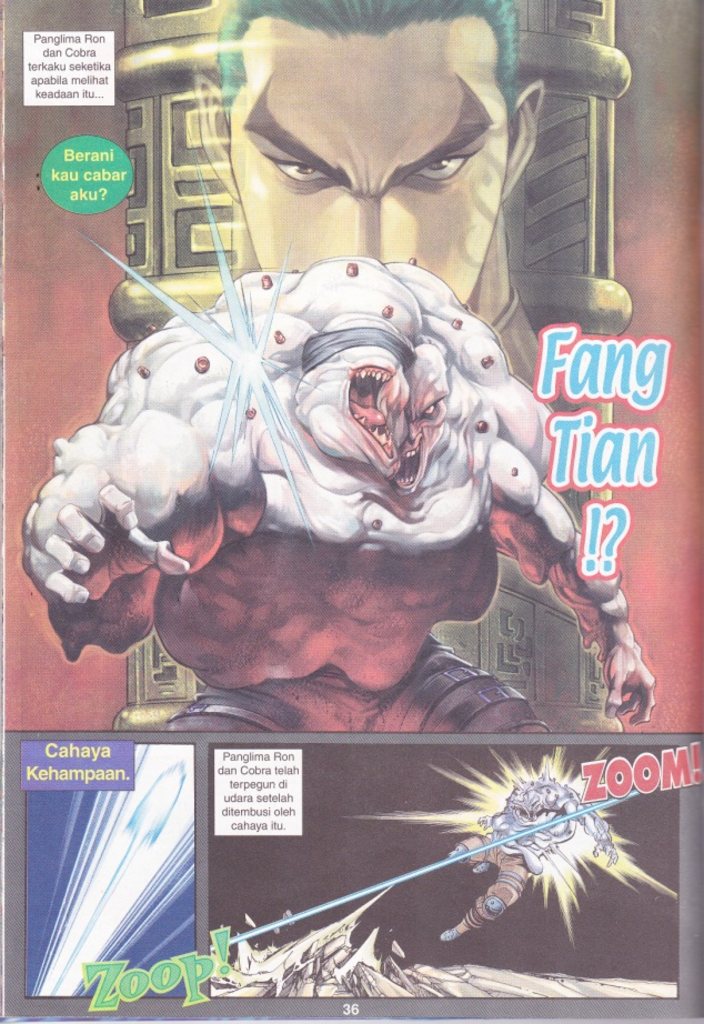 Panglima Ron
dan Cobra
terkaku seketika
apabila melihat
keadaan itu...
Berani
kau cabar
aku?
Fang
Tian
!?
Cahaya
Kehampaan.
Panglima Ron
dan Cobra telah
terpegun di
udara setelah
ditembusi oleh
cahaya itu.
ZOOM!
Zoop!
36